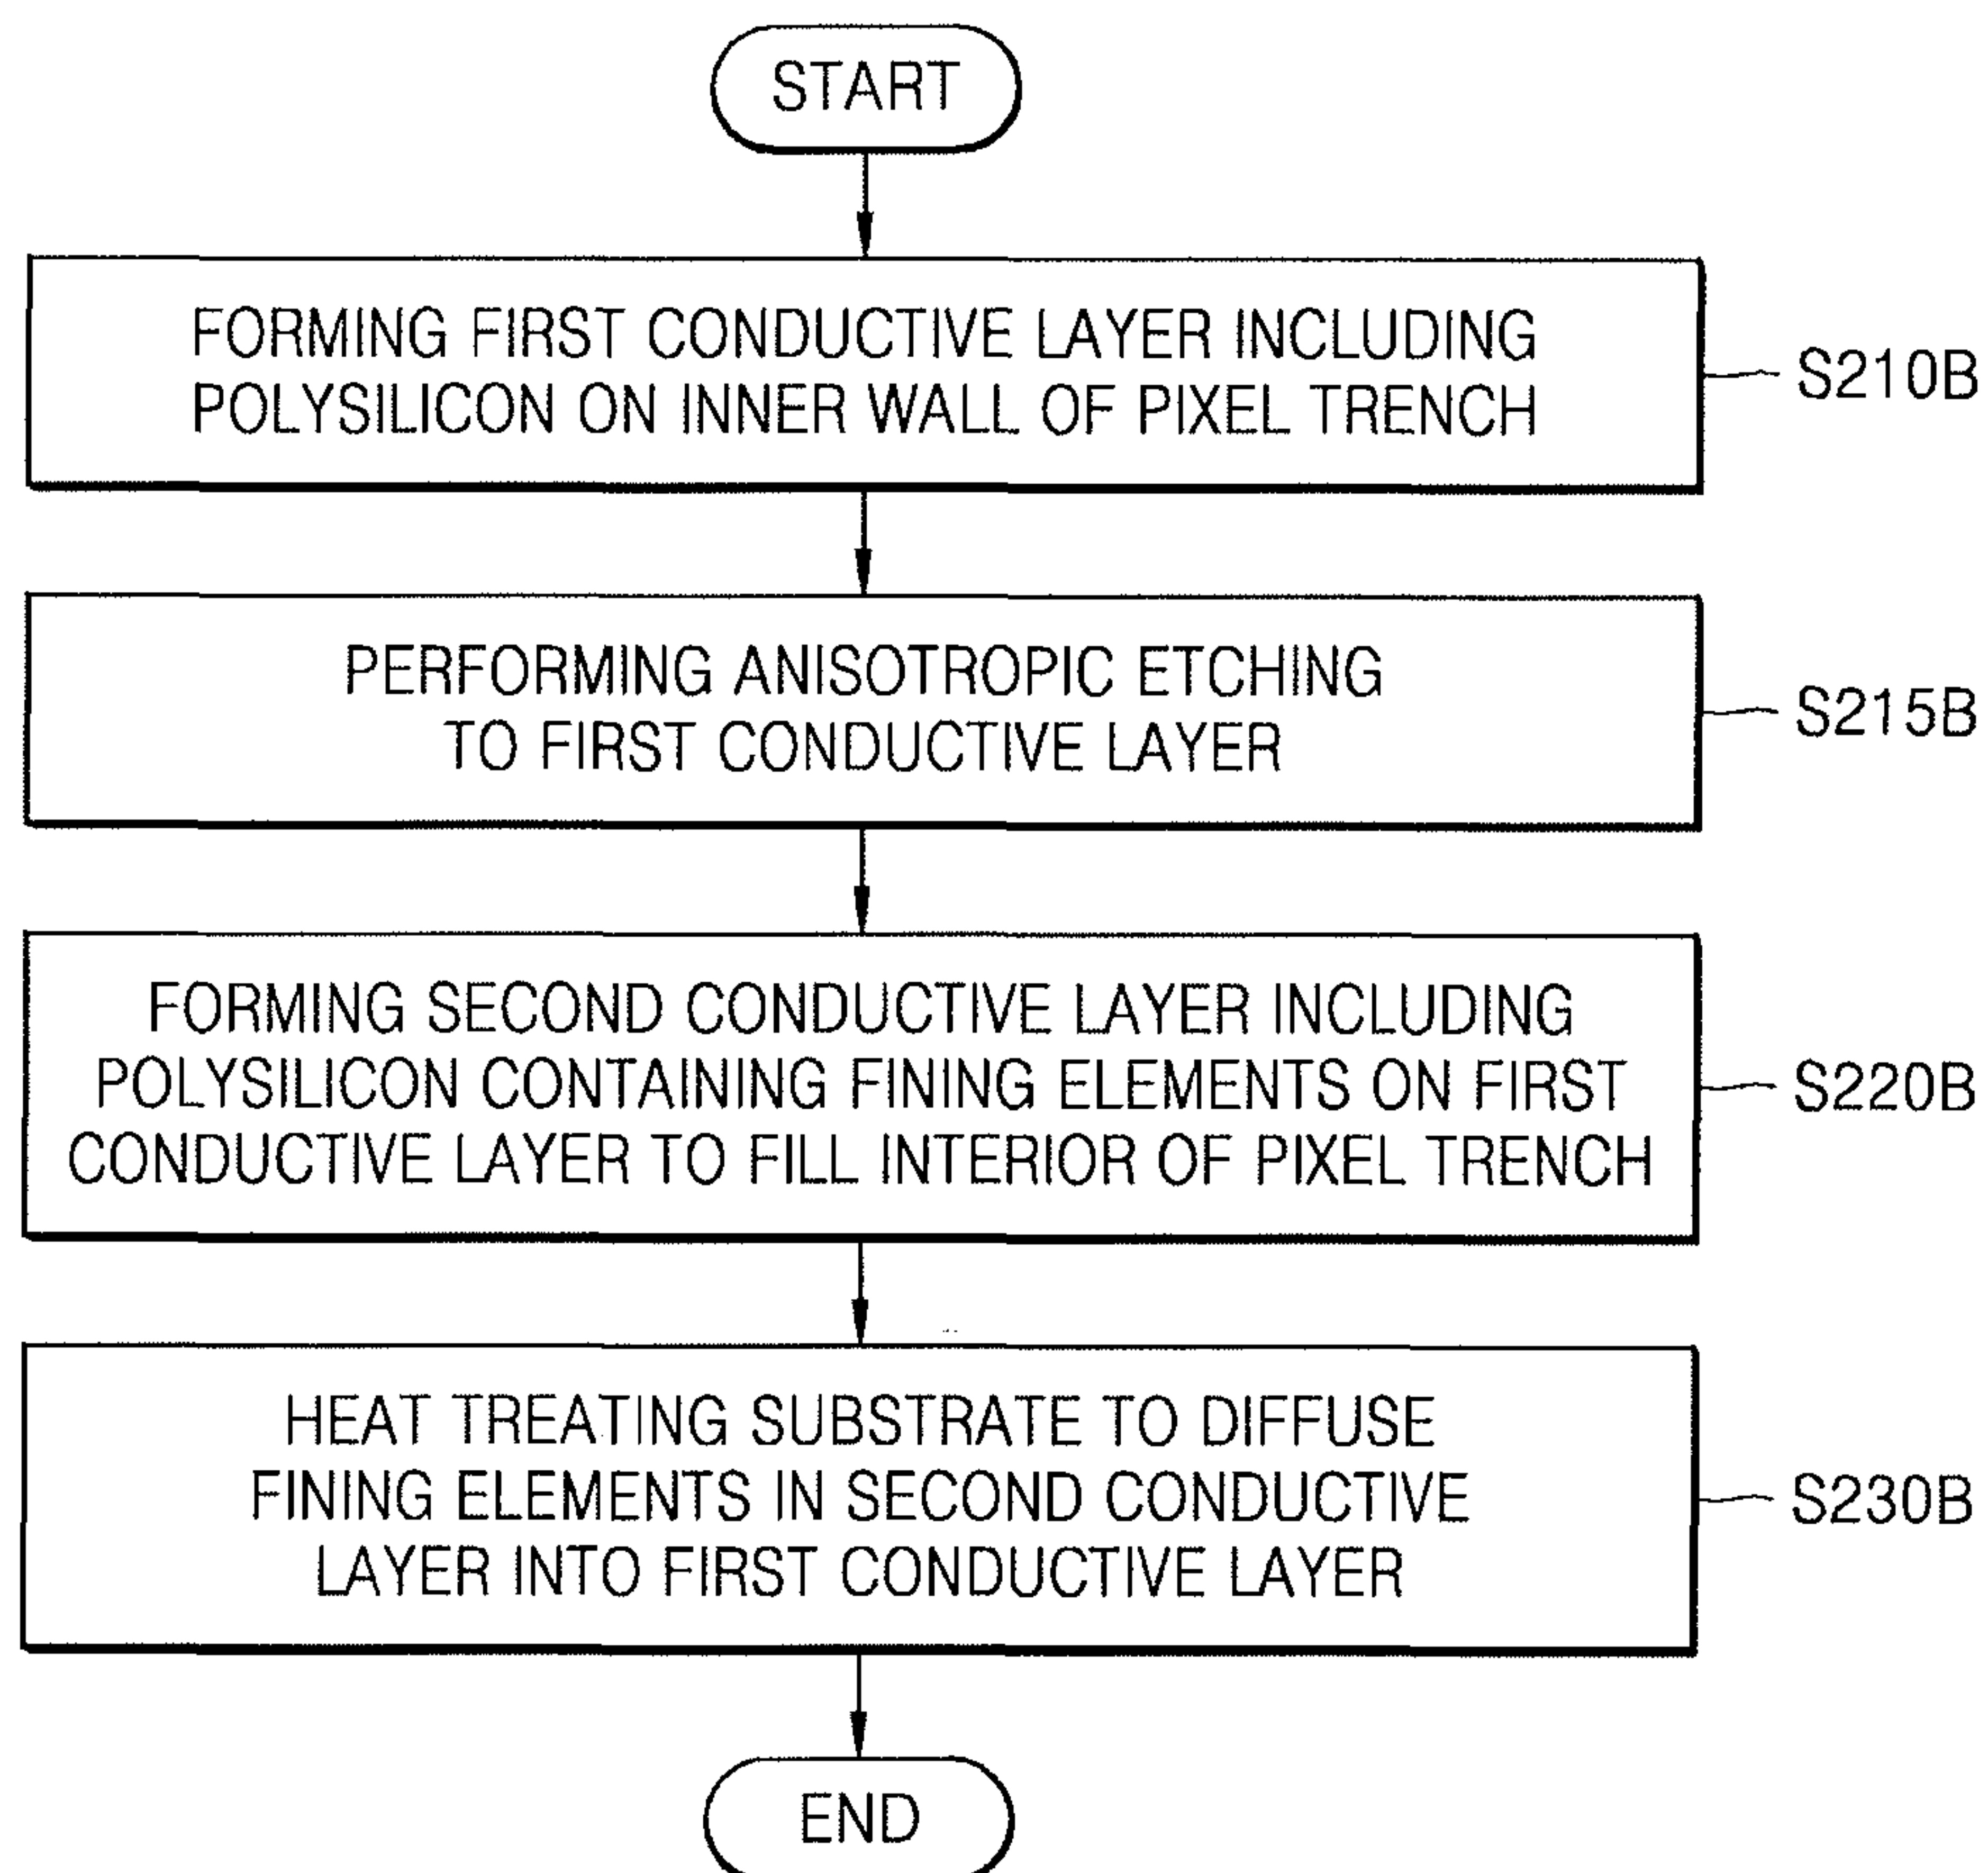 START
FORMING FIRST CONDUCTIVE LAYER INCLUDING
POLYSILICON ON INNER WALL OF PIXEL TRENCH
S210B
PERFORMING ANISOTROPIC ETCHING
TO FIRST CONDUCTIVE LAYER
S215B
FORMING SECOND CONDUCTIVE LAYER INCLUDING
POLYSILICON CONTAINING FINING ELEMENTS ON FIRST
CONDUCTIVE LAYER TO FILL INTERIOR OF PIXEL TRENCH
S220B
HEAT TREATING SUBSTRATE TO DIFFUSE
FINING ELEMENTS IN SECOND CONDUCTIVE
LAYER INTO FIRST CONDUCTIVE LAYER
S230B
END